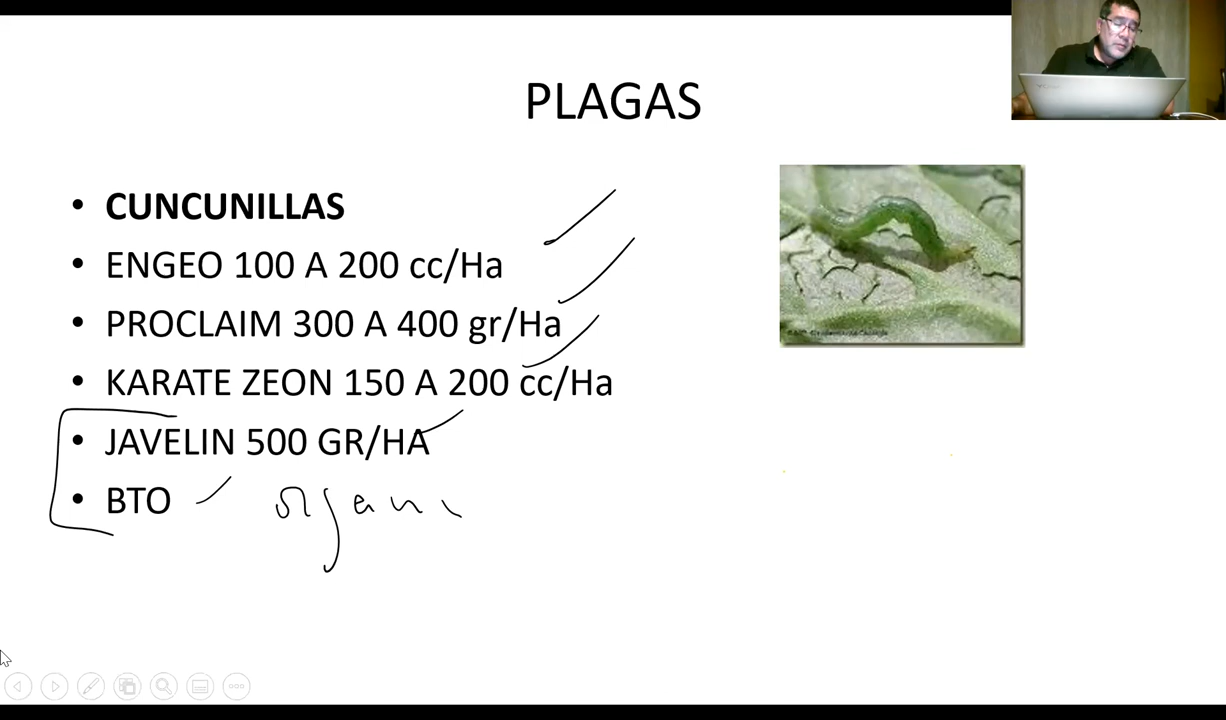 PLAGAS
• CUNCUNILLAS
• ENGEO 100 A 200 cc/Ha
• PROCLAIM 300 A 400 gr/Ha
• KARATE ZEON 150 A 200 cc/Ha
• JAVELIN 500 GR/HA
• BTO organi